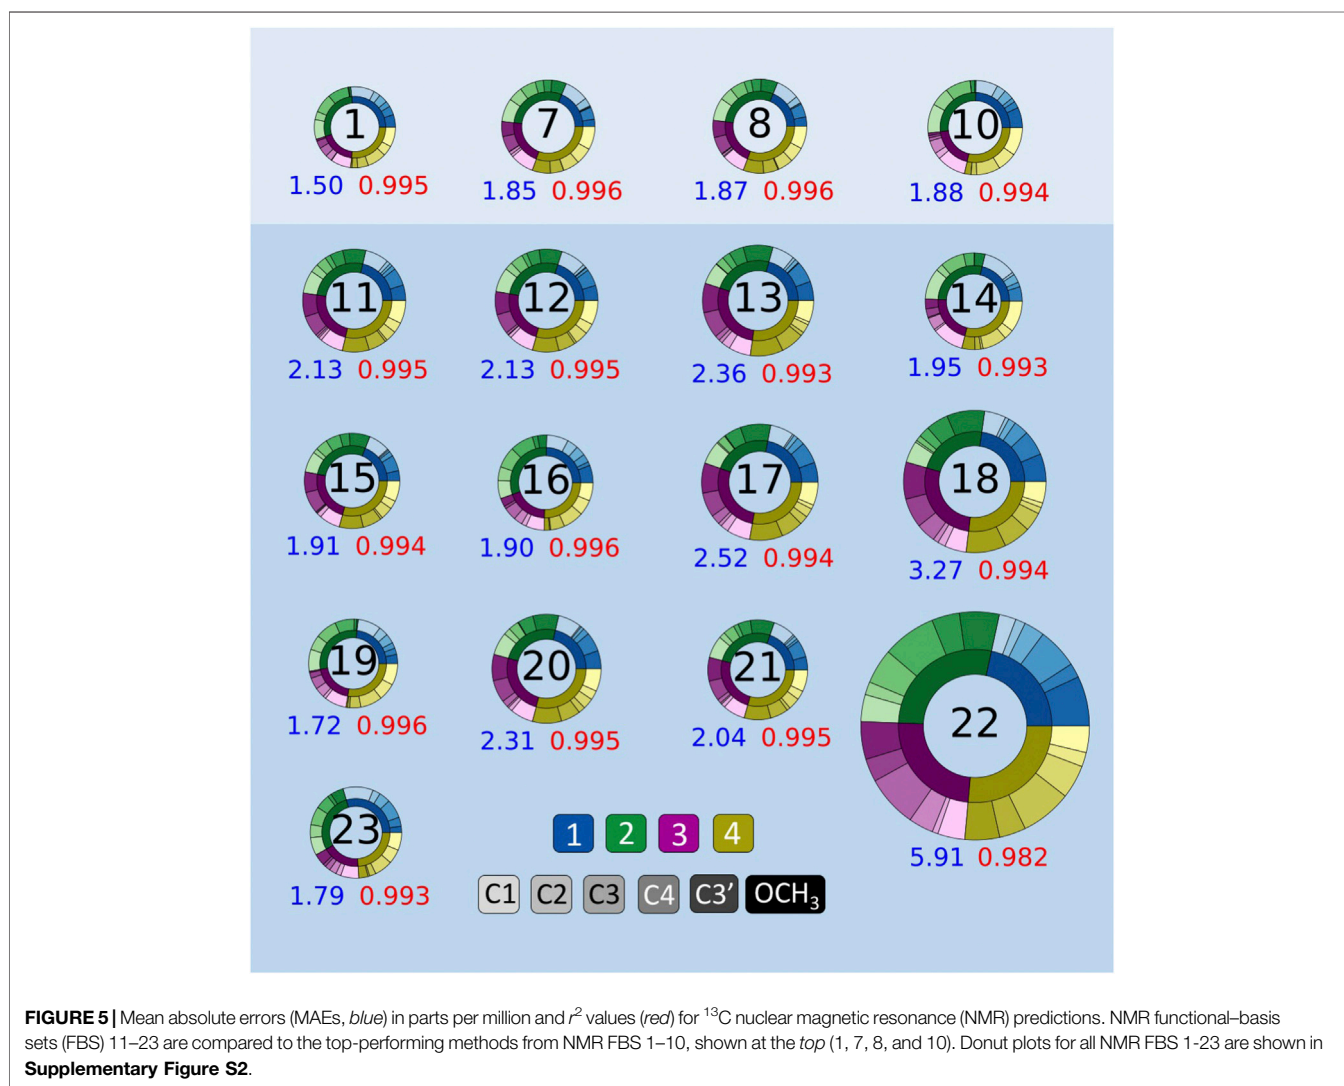 1 7 8 10
1.50 0.995 1.85 0.996 1.87 0.996 1.88 0.994
11 12 13 14
2.13 0.995 2.13 0.995 2.36 0.993 1.95 0.993
15 16 17 18
1.91 0.994 1.90 0.996 2.52 0.994 3.27 0.994
19 20 21 22
1.72 0.996 2.31 0.995 2.04 0.995 5.91 0.982
23
1.79 0.993
1 2 3 4
C1 C2 C3 C4 C3’ OCH₃
FIGURE 5 | Mean absolute errors (MAEs, blue) in parts per million and r² values (red) for ¹³C nuclear magnetic resonance (NMR) predictions. NMR functional–basis
sets (FBS) 11–23 are compared to the top-performing methods from NMR FBS 1–10, shown at the top (1, 7, 8, and 10). Donut plots for all NMR FBS 1-23 are shown in
Supplementary Figure S2.